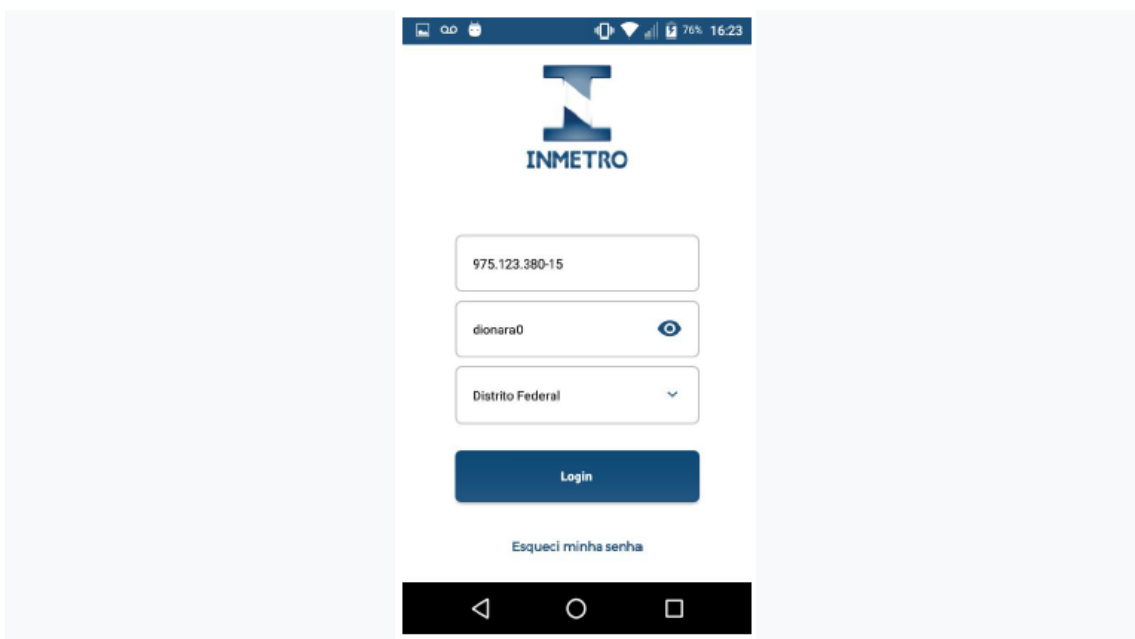 76% 16:23
INMETRO
975.123.380-15
dionara0
Distrito Federal
Login
Esqueci minha senha